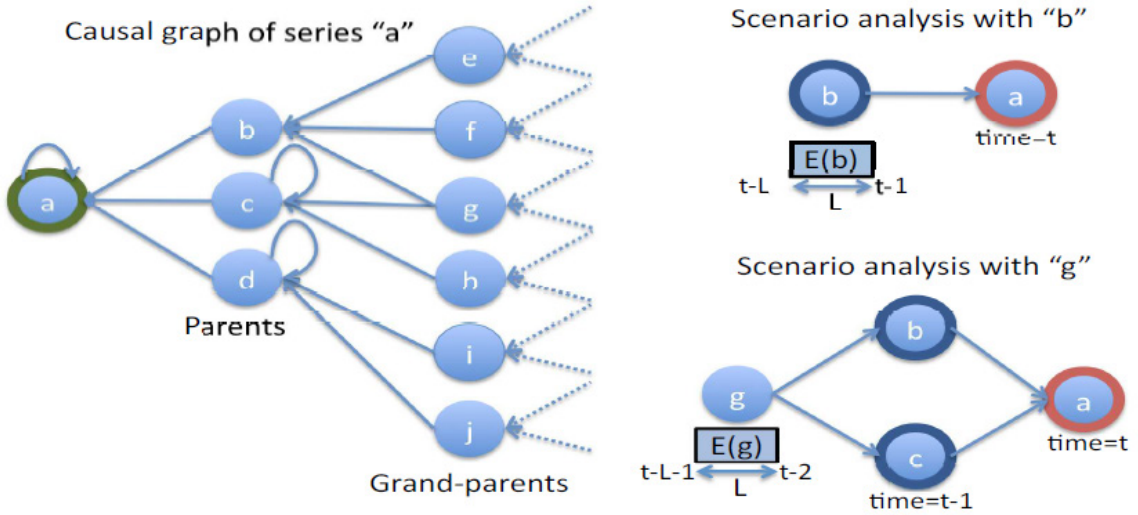 Causal graph of series “a”
a
b
c
d
Parents
e
f
g
h
i
j
Grand-parents
Scenario analysis with “b”
b
a
time=t
E(b)
t-L
t-1
L
Scenario analysis with “g”
b
g
a
E(g)
time=t
c
t-L-1
t-2
L
time=t-1